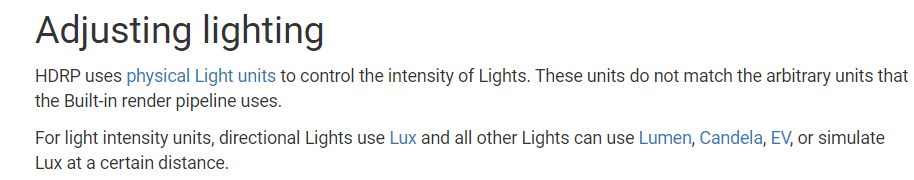 Adjusting lighting
HDRP uses physical Light units to control the intensity of Lights. These units do not match the arbitrary units that
the Built-in render pipeline uses.
For light intensity units, directional Lights use Lux and all other Lights can use Lumen, Candela, EV, or simulate
Lux at a certain distance.